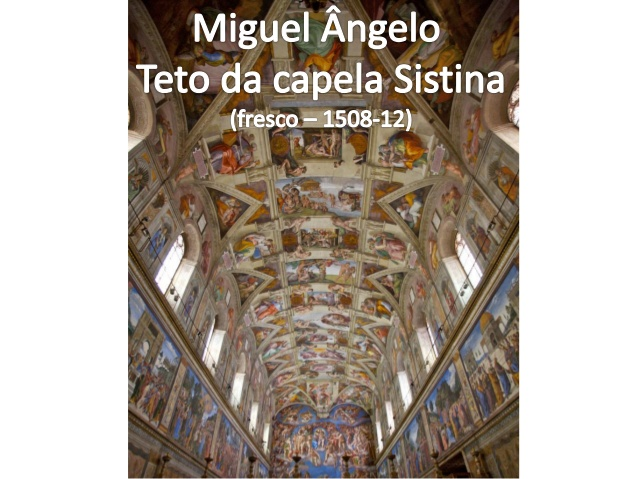 Miguel Ângelo
Teto da capela Sistina
(fresco – 1508-12)